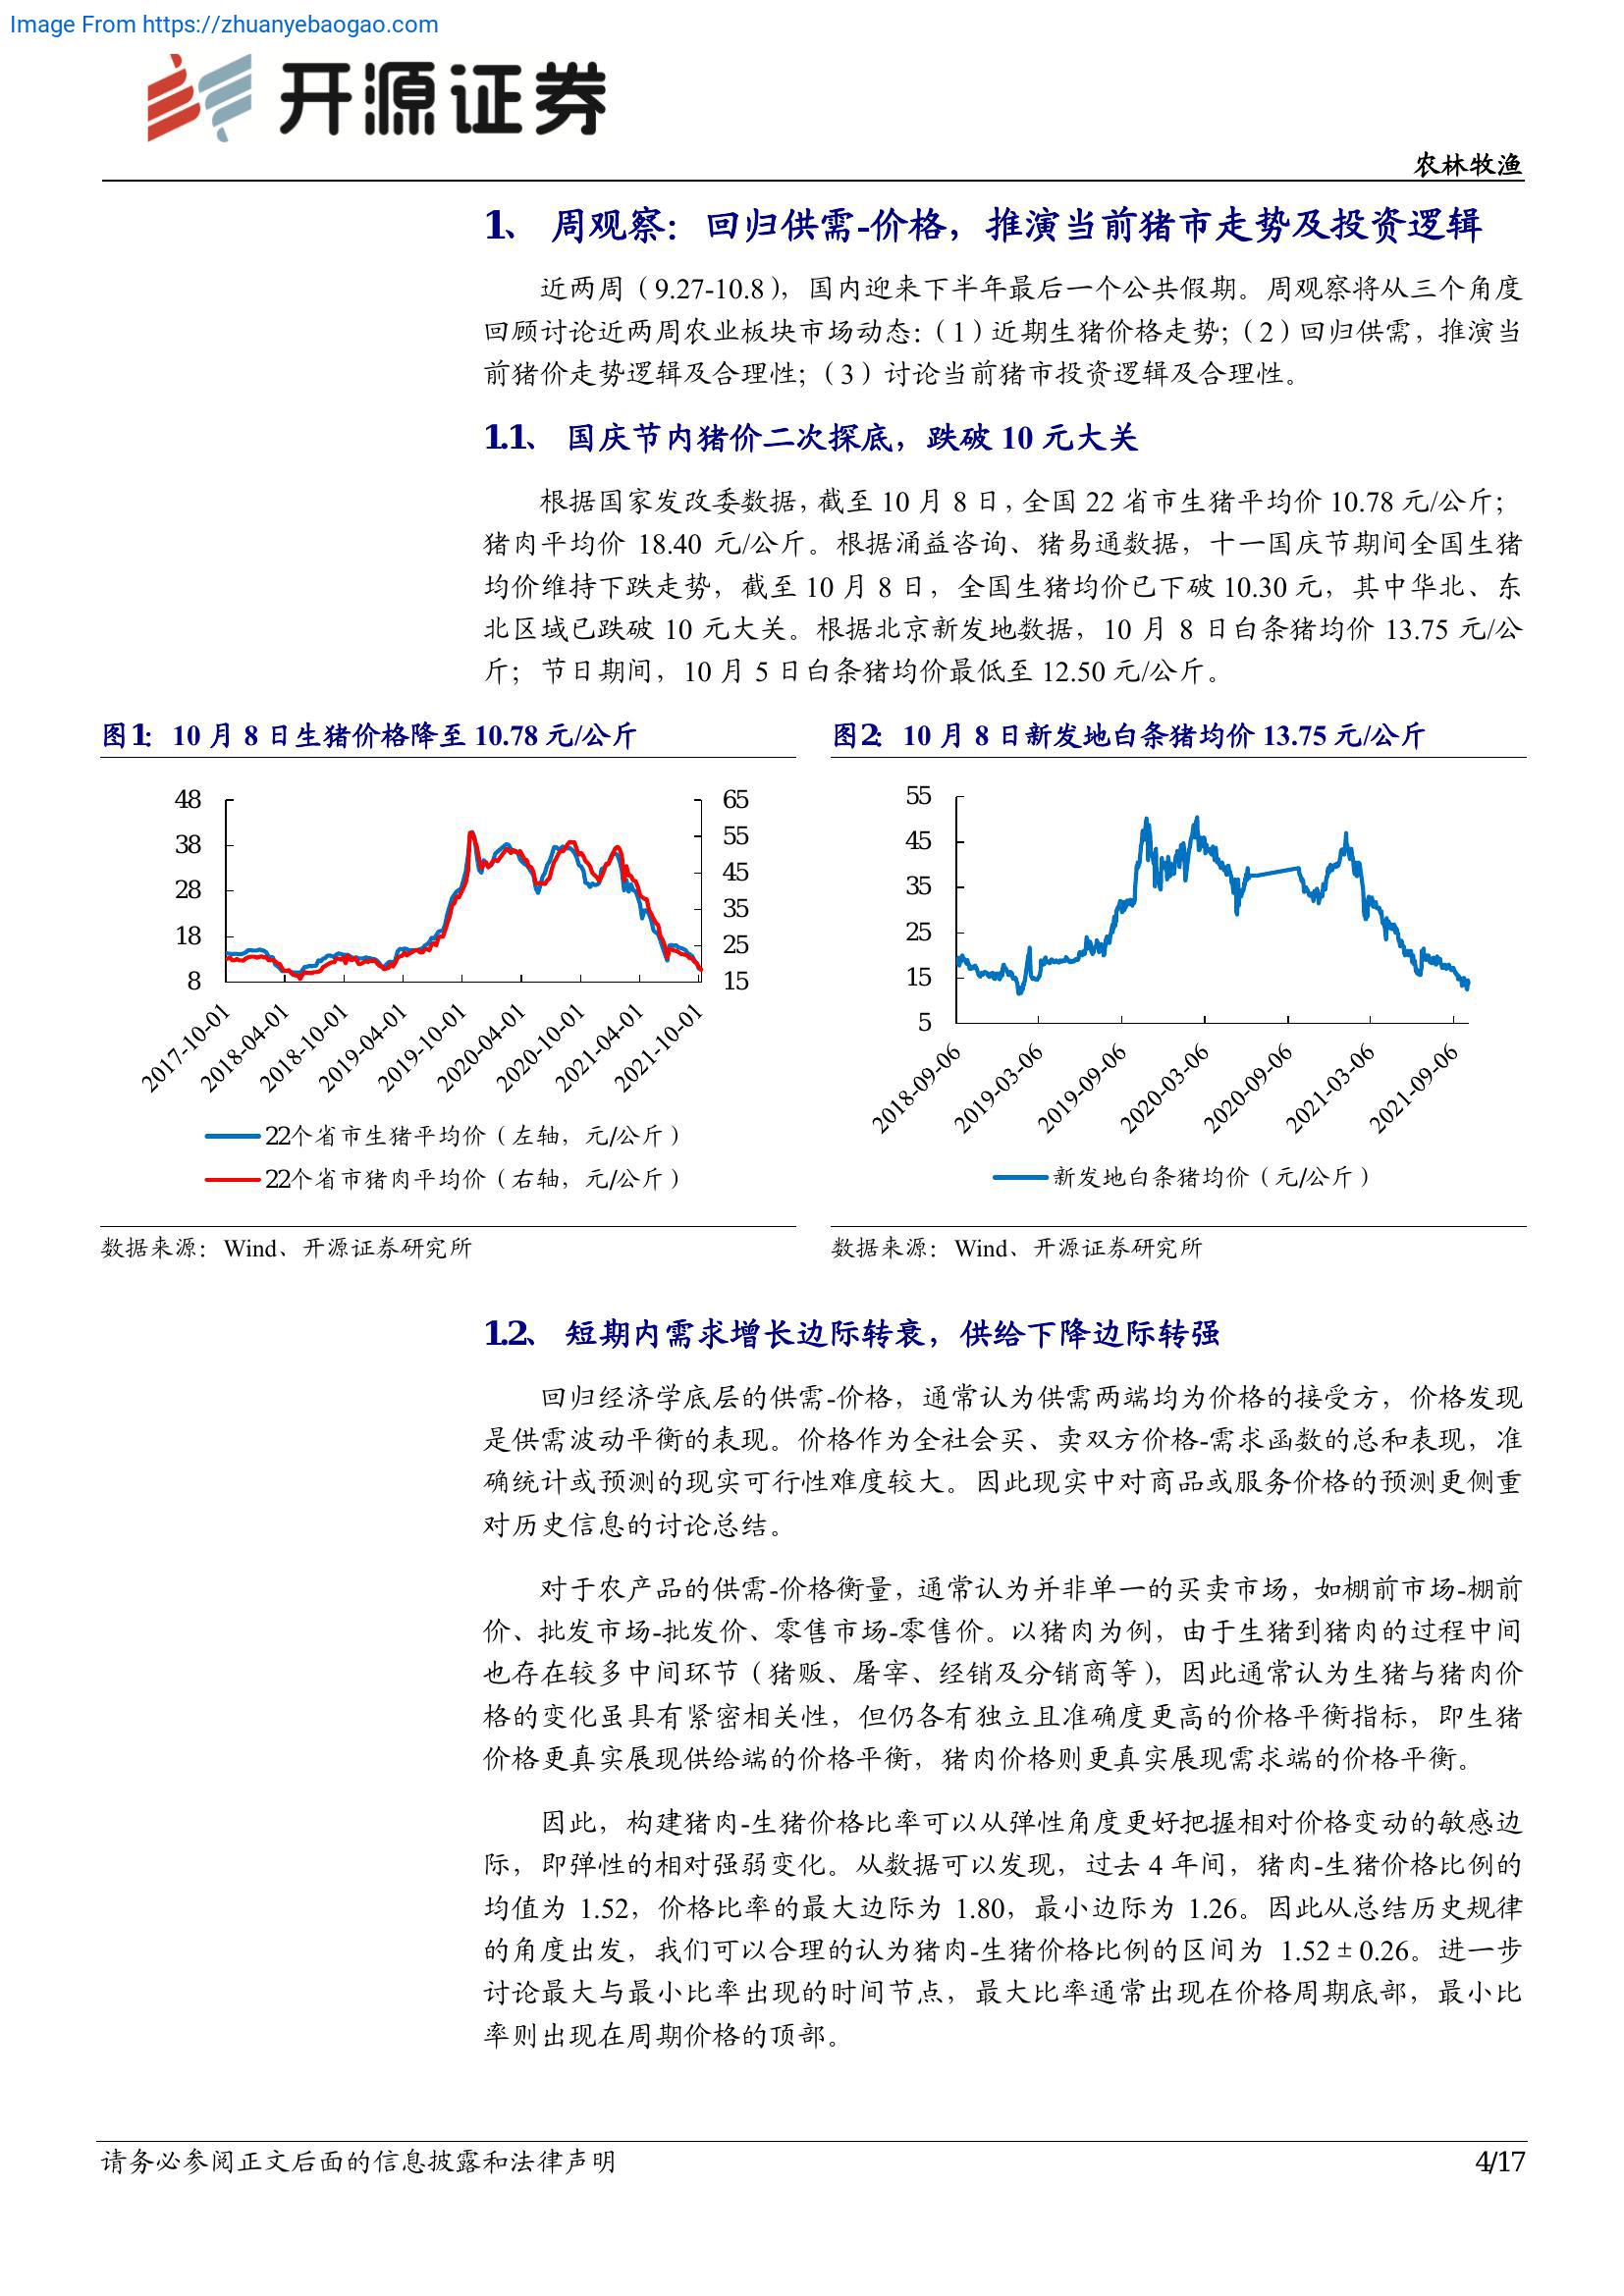 Image From https://zhuanyebaogao.com
开源证券
农林牧渔
1、 周观察：回归供需-价格，推演当前猪市走势及投资逻辑
近两周（9.27-10.8），国内迎来下半年最后一个公共假期。周观察将从三个角度
回顾讨论近两周农业板块市场动态：（1）近期生猪价格走势；（2）回归供需，推演当
前猪价走势逻辑及合理性；（3）讨论当前猪市投资逻辑及合理性。
1.1、 国庆节内猪价二次探底，跌破 10 元大关
根据国家发改委数据，截至 10 月 8 日，全国 22 省市生猪平均价 10.78 元/公斤；
猪肉平均价 18.40 元/公斤。根据涌益咨询、猪易通数据，十一国庆节期间全国生猪
均价维持下跌走势，截至 10 月 8 日，全国生猪均价已下破 10.30 元，其中华北、东
北区域已跌破 10 元大关。根据北京新发地数据，10 月 8 日白条猪均价 13.75 元/公
斤；节日期间，10 月 5 日白条猪均价最低至 12.50 元/公斤。
图1： 10 月 8 日生猪价格降至 10.78 元/公斤
48
38
28
18
8
65
55
45
35
25
15
2017-10-01
2018-04-01
2018-10-01
2019-04-01
2019-10-01
2020-04-01
2020-10-01
2021-04-01
2021-10-01
22个省市生猪平均价（左轴，元/公斤）
22个省市猪肉平均价（右轴，元/公斤）
数据来源：Wind、开源证券研究所
图2： 10 月 8 日新发地白条猪均价 13.75 元/公斤
55
45
35
25
15
5
2018-09-06
2019-03-06
2019-09-06
2020-03-06
2020-09-06
2021-03-06
2021-09-06
新发地白条猪均价（元/公斤）
数据来源：Wind、开源证券研究所
1.2、 短期内需求增长边际转衰，供给下降边际转强
回归经济学底层的供需-价格，通常认为供需两端均为价格的接受方，价格发现
是供需波动平衡的表现。价格作为全社会买、卖双方价格-需求函数的总和表现，准
确统计或预测的现实可行性难度较大。因此现实中对商品或服务价格的预测更侧重
对历史信息的讨论总结。
对于农产品的供需-价格衡量，通常认为并非单一的买卖市场，如棚前市场-棚前
价、批发市场-批发价、零售市场-零售价。以猪肉为例，由于生猪到猪肉的过程中间
也存在较多中间环节（猪贩、屠宰、经销及分销商等），因此通常认为生猪与猪肉价
格的变化虽具有紧密相关性，但仍各有独立且准确度更高的价格平衡指标，即生猪
价格更真实展现供给端的价格平衡，猪肉价格则更真实展现需求端的价格平衡。
因此，构建猪肉-生猪价格比率可以从弹性角度更好把握相对价格变动的敏感边
际，即弹性的相对强弱变化。从数据可以发现，过去 4 年间，猪肉-生猪价格比例的
均值为 1.52，价格比率的最大边际为 1.80，最小边际为 1.26。因此从总结历史规律
的角度出发，我们可以合理的认为猪肉-生猪价格比例的区间为 1.52±0.26。进一步
讨论最大与最小比率出现的时间节点，最大比率通常出现在价格周期底部，最小比
率则出现在周期价格的顶部。
请务必参阅正文后面的信息披露和法律声明
4/17